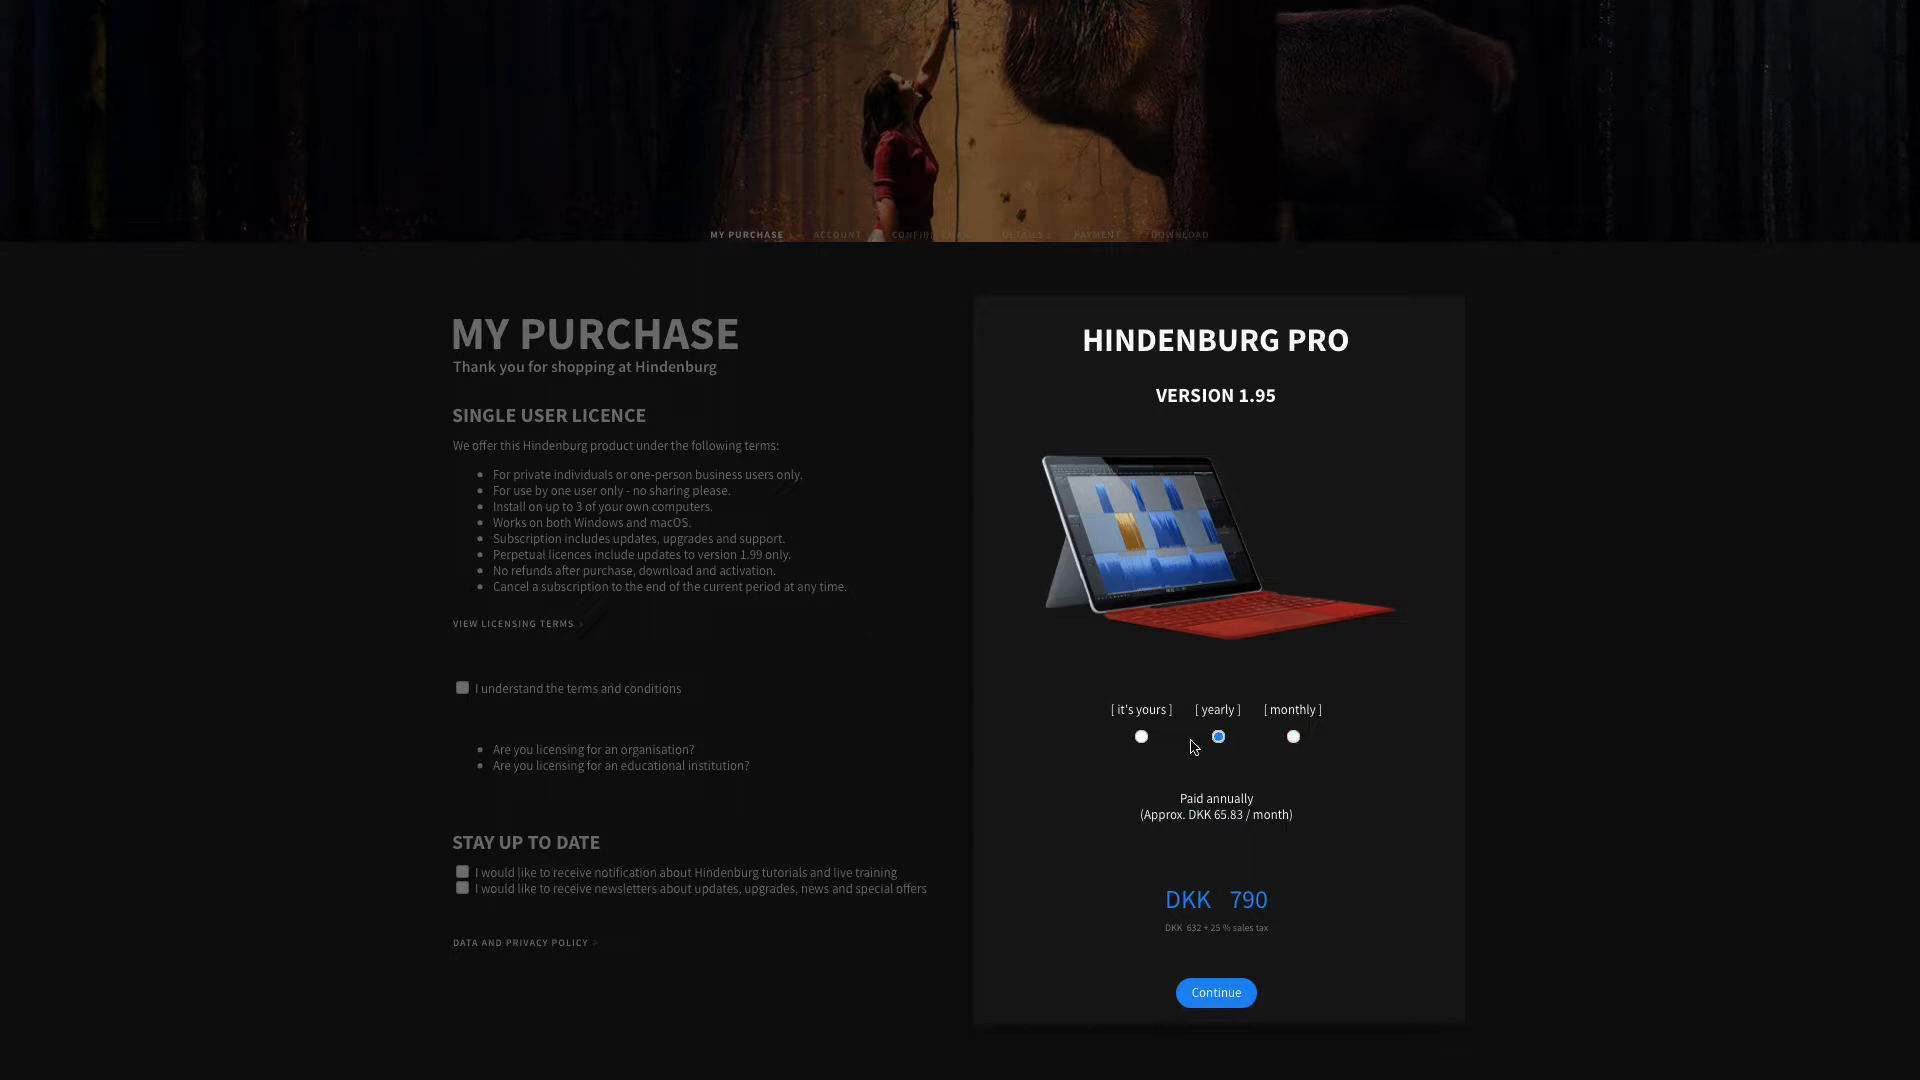 MY PURCHASE ACCOUNT CONFIRM DETAILS PAYMENT DOWNLOAD
MY PURCHASE
Thank you for shopping at Hindenburg
SINGLE USER LICENCE
We offer this Hindenburg product under the following terms:
For private individuals or one-person business users only.
For use by one user only - no sharing please.
Install on up to 3 of your own computers.
Works on both Windows and macOS.
Subscription includes updates, upgrades and support.
Perpetual licences include updates to version 1.99 only.
No refunds after purchase, download and activation.
Cancel a subscription to the end of the current period at any time.
VIEW LICENSING TERMS >
I understand the terms and conditions
Are you licensing for an organisation?
Are you licensing for an educational institution?
STAY UP TO DATE
I would like to receive notification about Hindenburg tutorials and live training
I would like to receive newsletters about updates, upgrades, news and special offers
DATA AND PRIVACY POLICY >
HINDENBURG PRO
VERSION 1.95
[ it's yours ] [ yearly ] [ monthly ]
Paid annually
(Approx. DKK 65.83 / month)
DKK 790
DKK 632 + 25 % sales tax
Continue